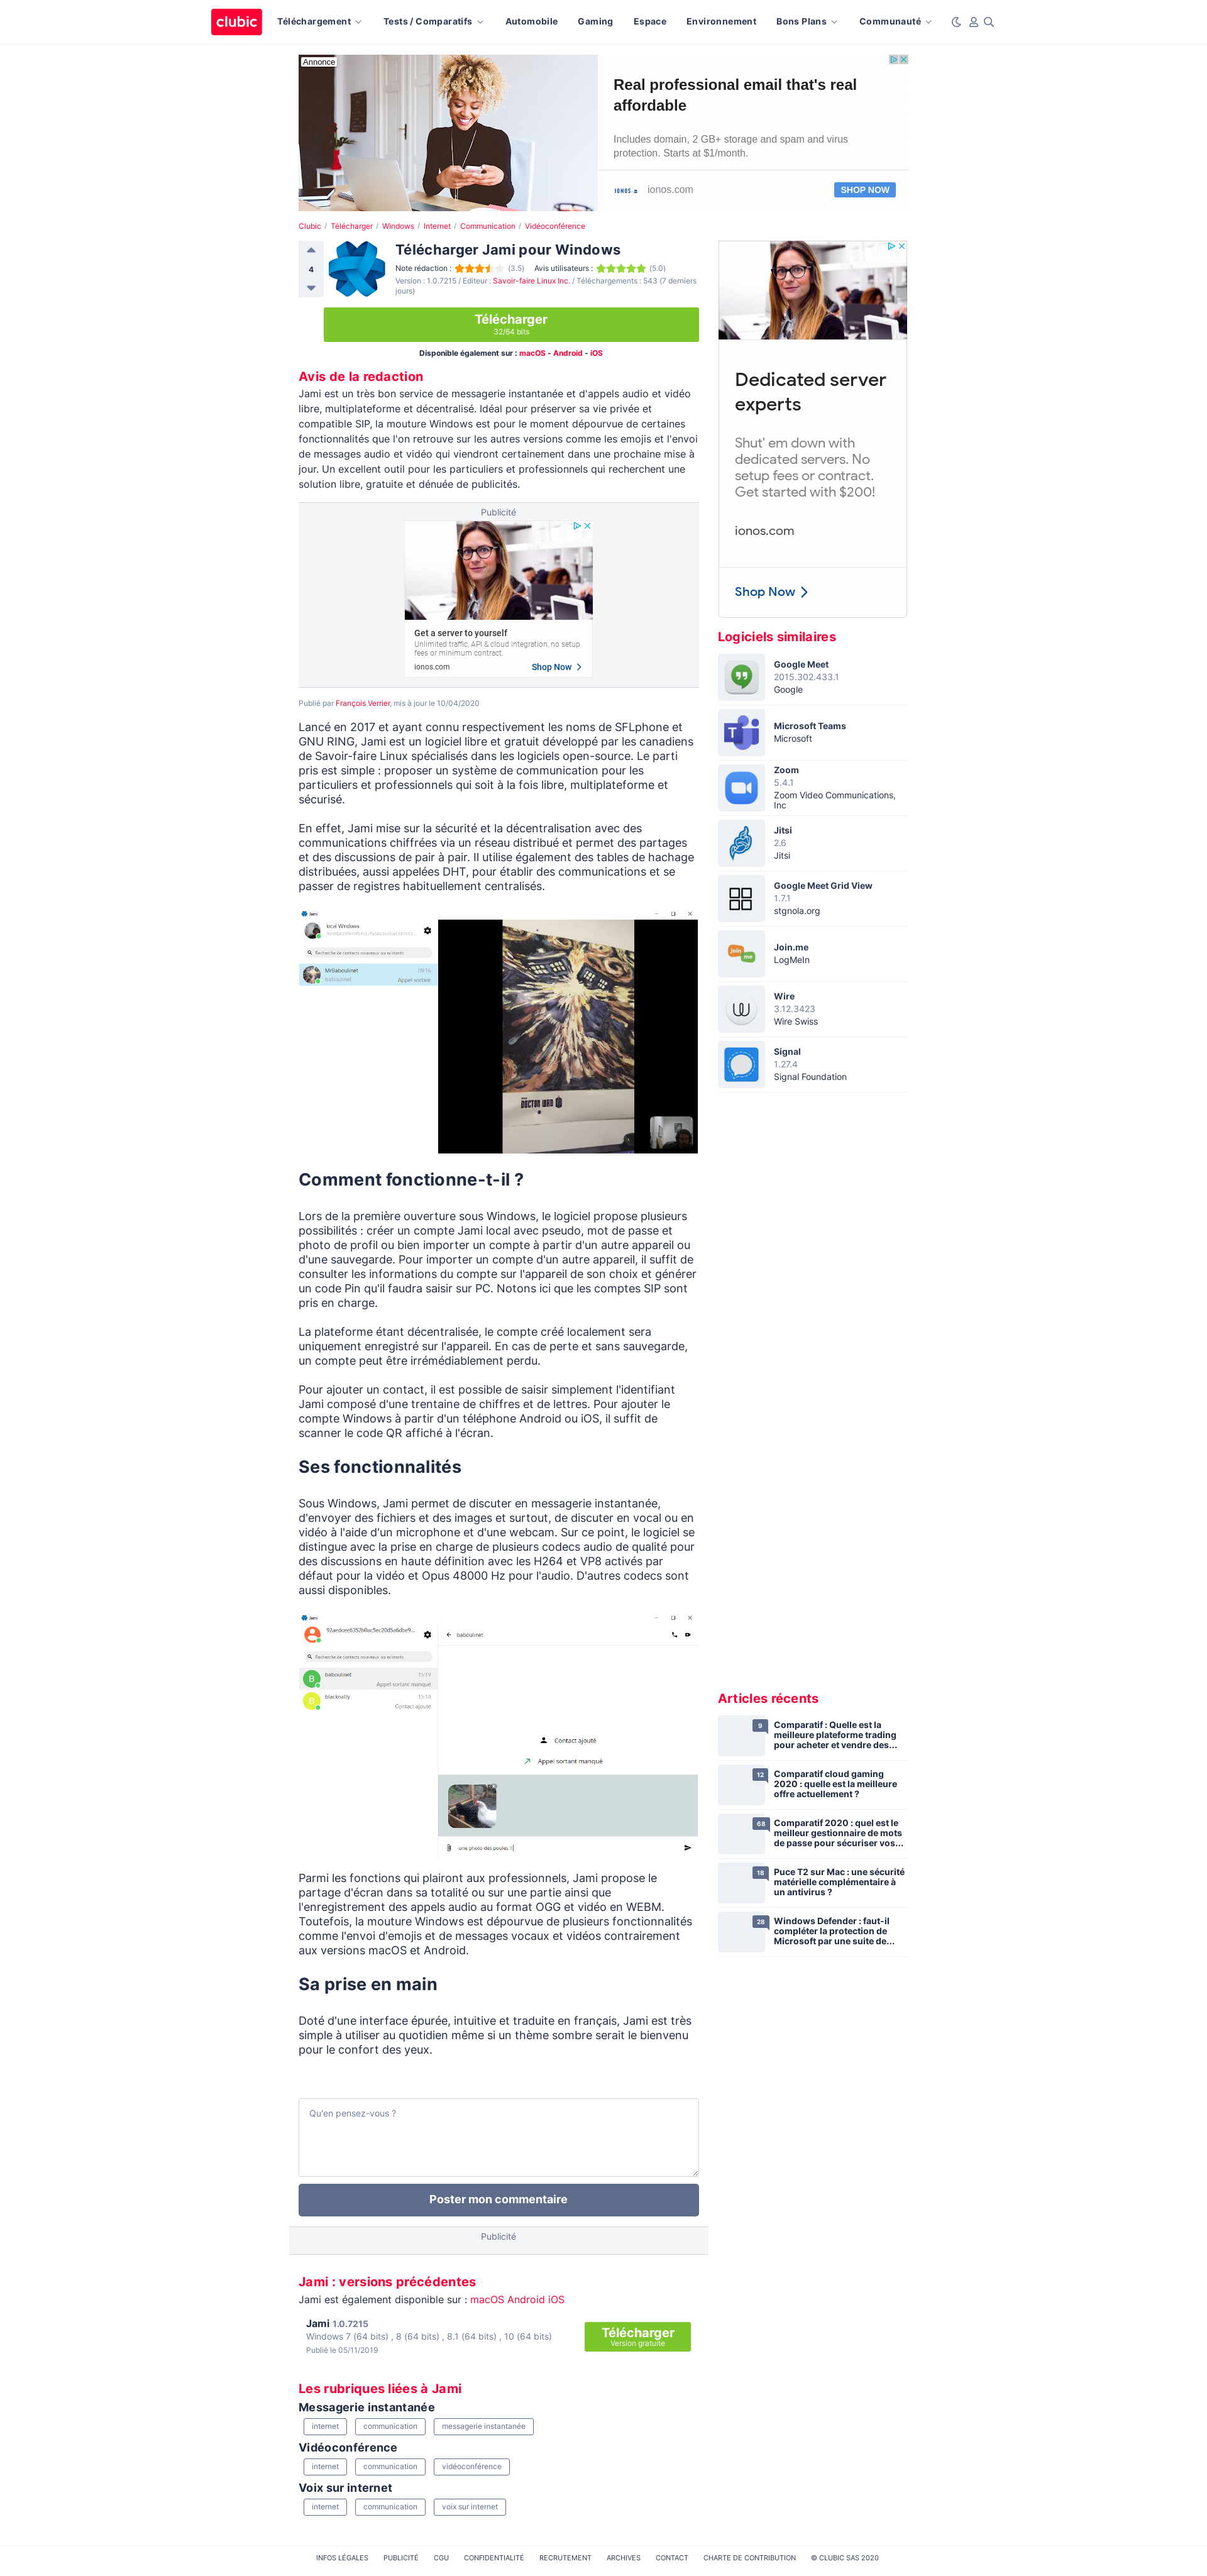 clubic
Téléchargement
Tests / Comparatifs
Automobile
Gaming
Espace
Environnement
Bons Plans
Communauté
Annonce
Real professional email that's real
affordable
Includes domain, 2 GB+ storage and spam and virus
protection. Starts at $1/month.
IONOS
ionos.com
SHOP NOW
Clubic / Télécharger / Windows / Internet / Communication / Vidéoconférence
4
Télécharger Jami pour Windows
Note rédaction : (3.5) Avis utilisateurs : (5.0)
Version : 1.0.7215 / Editeur : Savoir-faire Linux Inc. / Téléchargements : 543 (7 derniers
jours)
Télécharger
32/64 bits
Disponible également sur : macOS - Android - iOS
Avis de la redaction
Jami est un très bon service de messagerie instantanée et d'appels audio et vidéo
libre, multiplateforme et décentralisé. Idéal pour préserver sa vie privée et
compatible SIP, la mouture Windows est pour le moment dépourvue de certaines
fonctionnalités que l'on retrouve sur les autres versions comme les emojis et l'envoi
de messages audio et vidéo qui viendront certainement dans une prochaine mise à
jour. Un excellent outil pour les particuliers et professionnels qui recherchent une
solution libre, gratuite et dénuée de publicités.
Publicité
Get a server to yourself
Unlimited traffic, API & cloud integration, no setup
fees or minimum contract.
ionos.com
Shop Now
Publié par François Verrier, mis à jour le 10/04/2020
Lancé en 2017 et ayant connu respectivement les noms de SFLphone et
GNU RING, Jami est un logiciel libre et gratuit développé par les canadiens
de Savoir-faire Linux spécialisés dans les logiciels open-source. Le parti
pris est simple : proposer un système de communication pour les
particuliers et professionnels qui soit à la fois libre, multiplateforme et
sécurisé.
En effet, Jami mise sur la sécurité et la décentralisation avec des
communications chiffrées via un réseau distribué et permet des partages
et des discussions de pair à pair. Il utilise également des tables de hachage
distribuées, aussi appelées DHT, pour établir des communications et se
passer de registres habituellement centralisés.
Jami
local Windows
Recherche de contacts nouveaux ou existants
Mrllaboulinet
20:16
baboulinet
Appel sortant
DOCTOR WHO
Comment fonctionne-t-il ?
Lors de la première ouverture sous Windows, le logiciel propose plusieurs
possibilités : créer un compte Jami local avec pseudo, mot de passe et
photo de profil ou bien importer un compte à partir d'un autre appareil ou
d'une sauvegarde. Pour importer un compte d'un autre appareil, il suffit de
consulter les informations du compte sur l'appareil de son choix et générer
un code Pin qu'il faudra saisir sur PC. Notons ici que les comptes SIP sont
pris en charge.
La plateforme étant décentralisée, le compte créé localement sera
uniquement enregistré sur l'appareil. En cas de perte et sans sauvegarde,
un compte peut être irrémédiablement perdu.
Pour ajouter un contact, il est possible de saisir simplement l'identifiant
Jami composé d'une trentaine de chiffres et de lettres. Pour ajouter le
compte Windows à partir d'un téléphone Android ou iOS, il suffit de
scanner le code QR affiché à l'écran.
Ses fonctionnalités
Sous Windows, Jami permet de discuter en messagerie instantanée,
d'envoyer des fichiers et des images et surtout, de discuter en vocal ou en
vidéo à l'aide d'un microphone et d'une webcam. Sur ce point, le logiciel se
distingue avec la prise en charge de plusieurs codecs audio de qualité pour
des discussions en haute définition avec les H264 et VP8 activés par
défaut pour la vidéo et Opus 48000 Hz pour l'audio. D'autres codecs sont
aussi disponibles.
Jami
Recherche de contacts nouveaux ou existants
B
baboulinet
15:19
Appel sortant manqué
B
blacknelly
15:18
Contact ajouté
baboulinet
Contact ajouté
Appel sortant manqué
une photo des poules :)
Parmi les fonctions qui plairont aux professionnels, Jami propose le
partage d'écran dans sa totalité ou sur une partie ainsi que
l'enregistrement des appels audio au format OGG et vidéo en WEBM.
Toutefois, la mouture Windows est dépourvue de plusieurs fonctionnalités
comme l'envoi d'emojis et de messages vocaux et vidéos contrairement
aux versions macOS et Android.
Sa prise en main
Doté d'une interface épurée, intuitive et traduite en français, Jami est très
simple à utiliser au quotidien même si un thème sombre serait le bienvenu
pour le confort des yeux.
Qu'en pensez-vous ?
Poster mon commentaire
Publicité
Jami : versions précédentes
Jami est également disponible sur : macOS Android iOS
Jami 1.0.7215
Windows 7 (64 bits) , 8 (64 bits) , 8.1 (64 bits) , 10 (64 bits)
Publié le 05/11/2019
Télécharger
Version gratuite
Les rubriques liées à Jami
Messagerie instantanée
internet
communication
messagerie instantanée
Vidéoconférence
internet
communication
vidéoconférence
Voix sur internet
internet
communication
voix sur internet
Dedicated server
experts
Shut' em down with
dedicated servers. No
setup fees or contract.
Get started with $200!
ionos.com
Shop Now
Logiciels similaires
Google Meet
2015.302.433.1
Google
Microsoft Teams
Microsoft
Zoom
5.4.1
Zoom Video Communications,
Inc
Jitsi
2.6
Jitsi
Google Meet Grid View
1.7.1
stgnola.org
join me
Join.me
LogMeIn
Wire
3.12.3423
Wire Swiss
Signal
1.27.4
Signal Foundation
Articles récents
9
Comparatif : Quelle est la
meilleure plateforme trading
pour acheter et vendre des...
12
Comparatif cloud gaming
2020 : quelle est la meilleure
offre actuellement ?
68
Comparatif 2020 : quel est le
meilleur gestionnaire de mots
de passe pour sécuriser vos...
18
Puce T2 sur Mac : une sécurité
matérielle complémentaire à
un antivirus ?
28
Windows Defender : faut-il
compléter la protection de
Microsoft par une suite de...
INFOS LÉGALES
PUBLICITÉ
CGU
CONFIDENTIALITÉ
RECRUTEMENT
ARCHIVES
CONTACT
CHARTE DE CONTRIBUTION
© CLUBIC SAS 2020